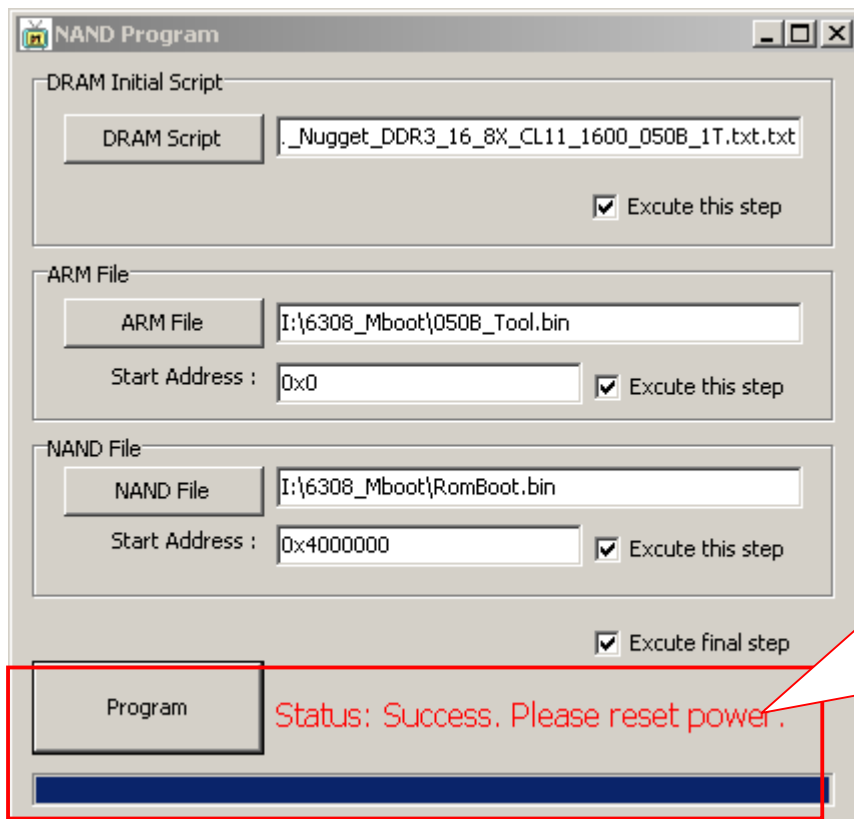 NAND Program
DRAM Initial Script
DRAM Script ._Nugget_DDR3_16_8X_CL11_1600_050B_1T.txt.txt
Excute this step
ARM File
ARM File I:\6308_Mboot\050B_Tool.bin
Start Address : 0x0 Excute this step
NAND File
NAND File I:\6308_Mboot\RomBoot.bin
Start Address : 0x4000000 Excute this step
Excute final step
Program Status: Success. Please reset power.